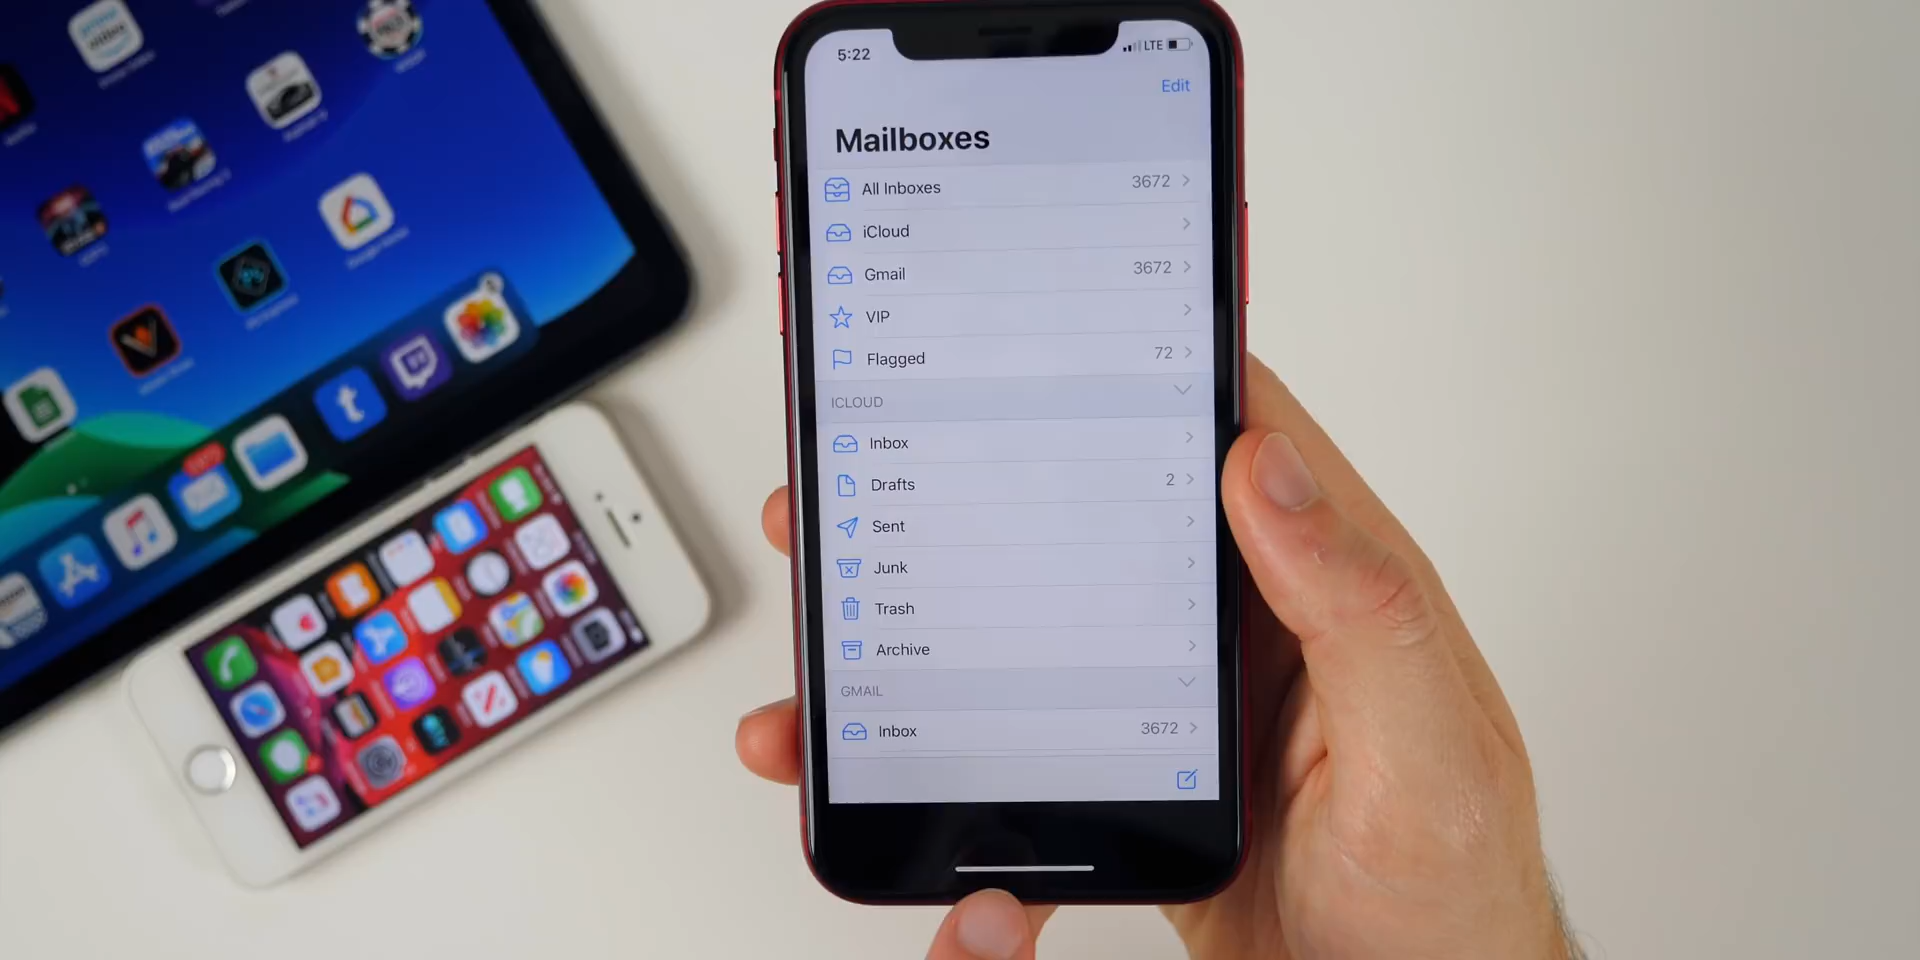 5:22
LTE
Edit
Mailboxes
All Inboxes 3672
iCloud
Gmail 3672
VIP
Flagged 72
ICLOUD
Inbox
Drafts 2
Sent
Junk
Trash
Archive
GMAIL
Inbox 3672